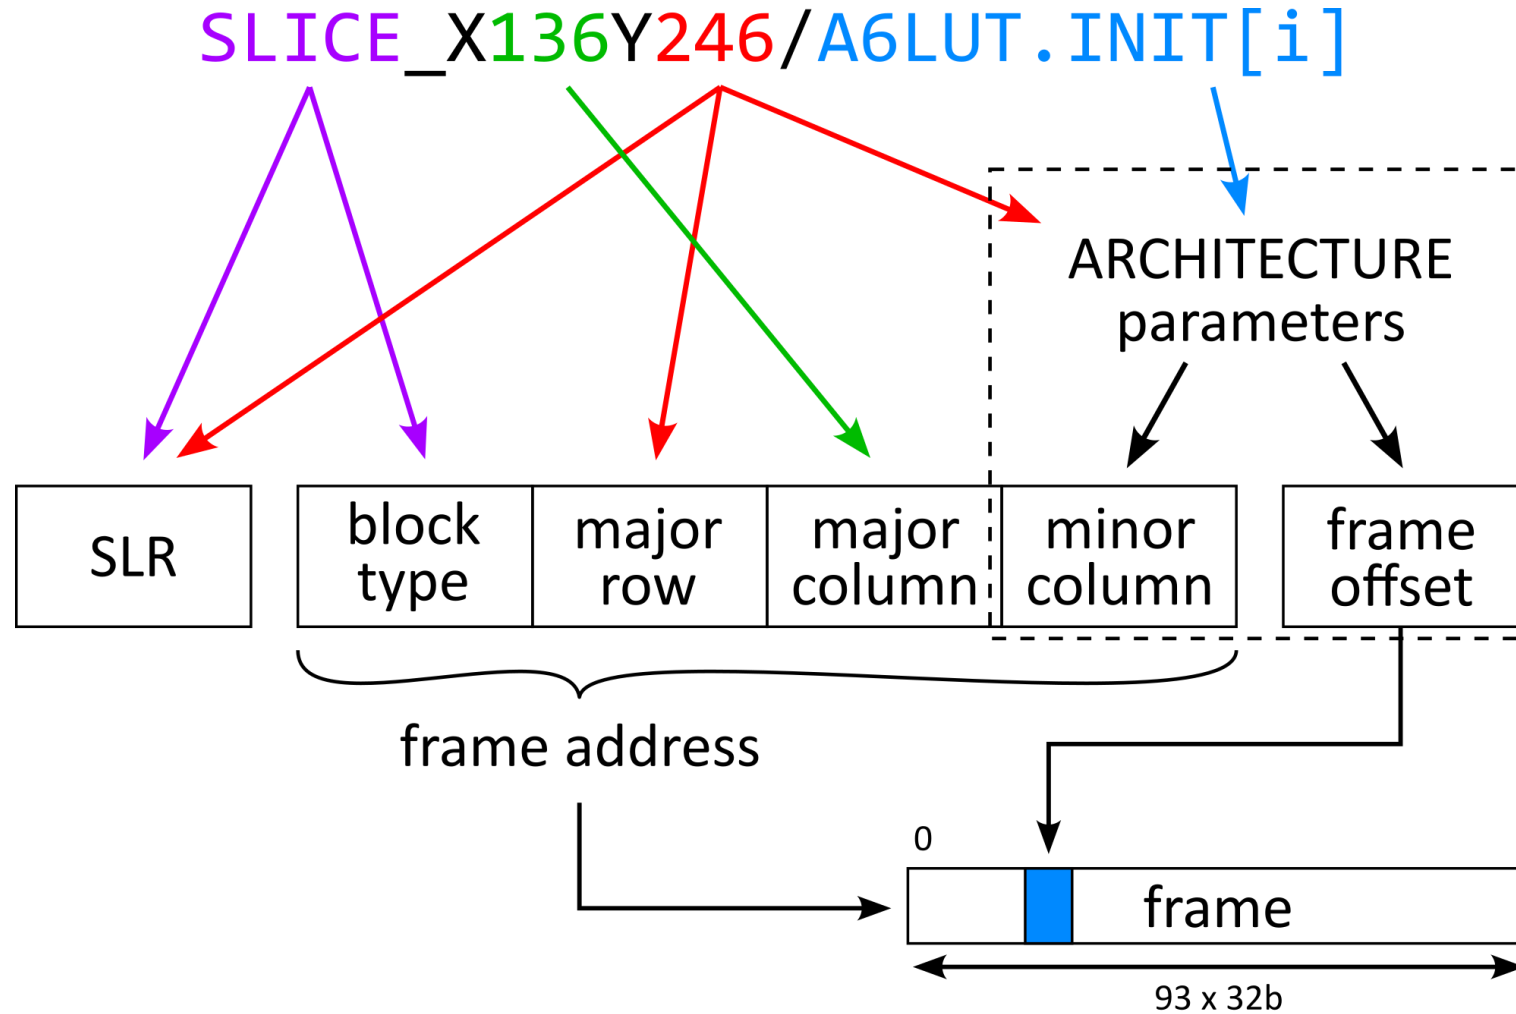 SLICE_X136Y246/A6LUT.INIT[i]
ARCHITECTURE
parameters
SLR
block
type
major
row
major
column
minor
column
frame
offset
frame address
0
frame
93 x 32b